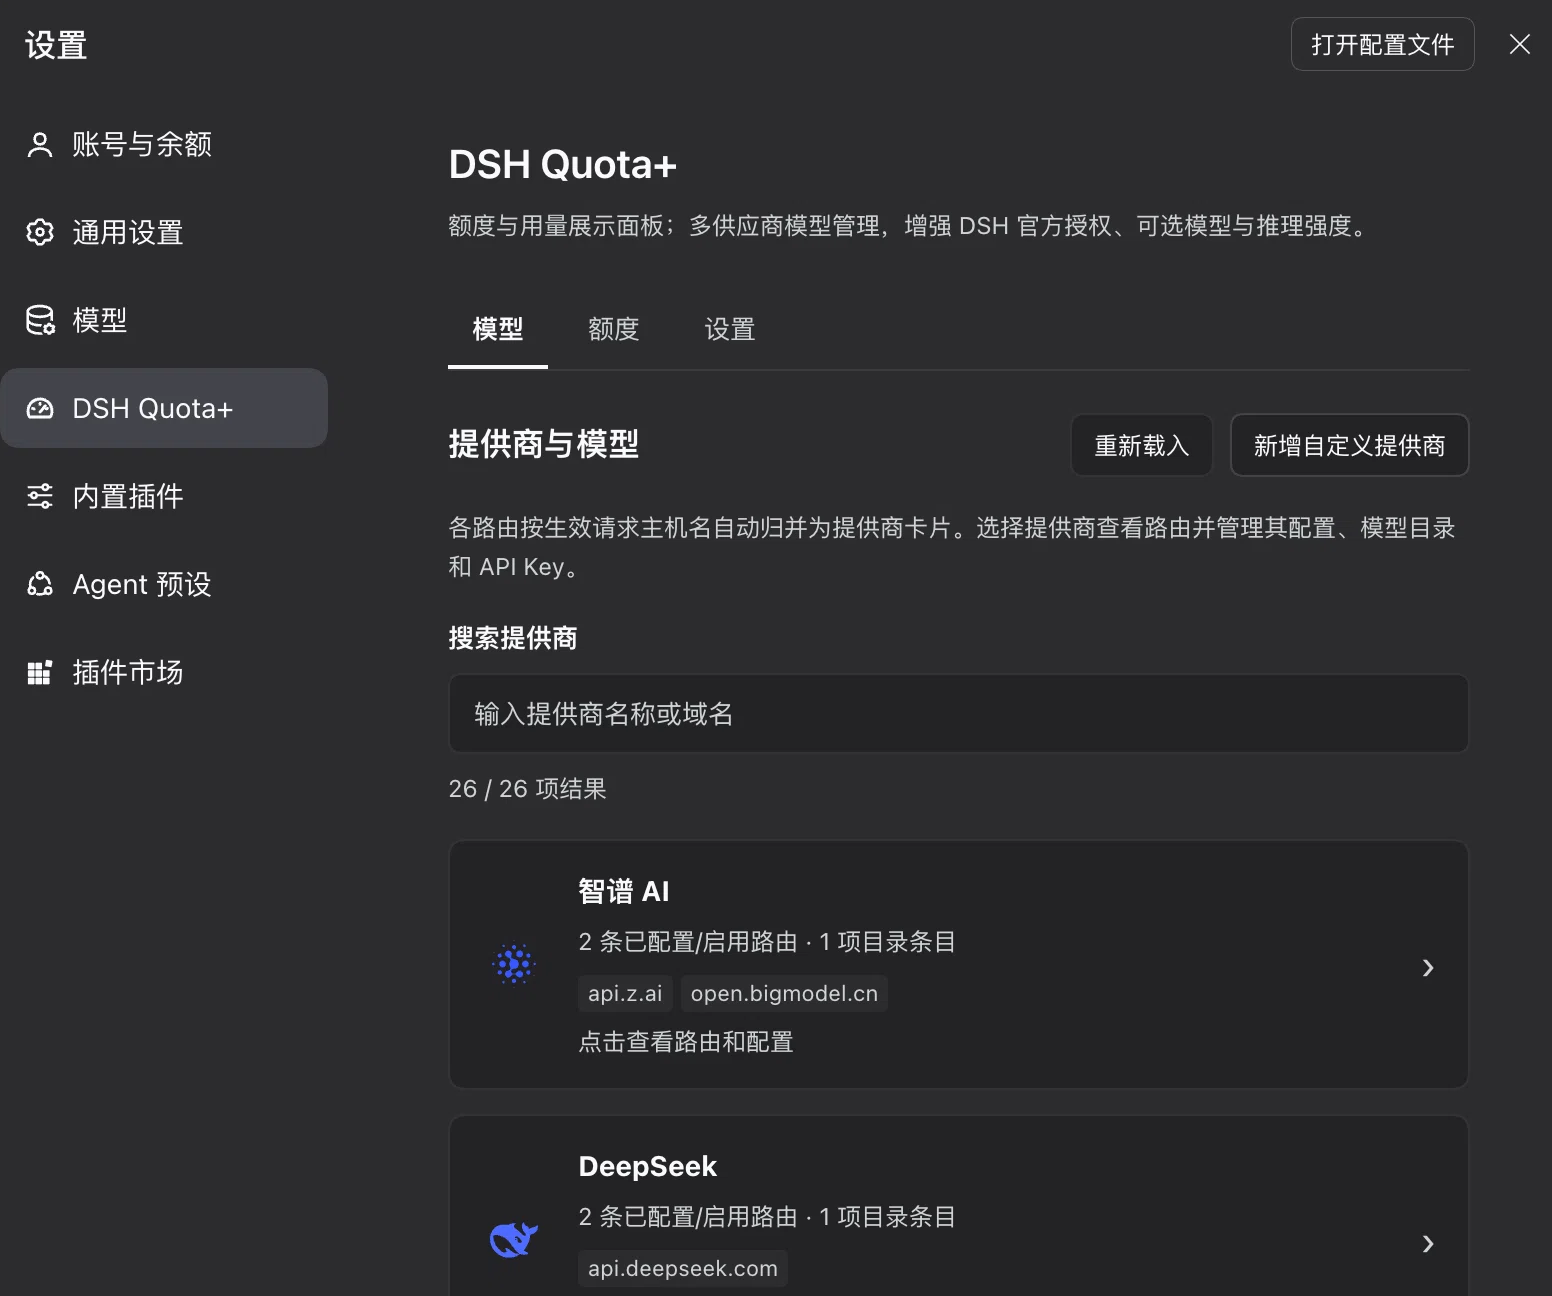 设置
打开配置文件
账号与余额
通用设置
模型
DSH Quota+
内置插件
Agent 预设
插件市场
DSH Quota+
额度与用量展示面板；多供应商模型管理，增强 DSH 官方授权、可选模型与推理强度。
模型
额度
设置
提供商与模型
重新载入
新增自定义提供商
各路由按生效请求主机名自动归并为提供商卡片。选择提供商查看路由并管理其配置、模型目录
和 API Key。
搜索提供商
输入提供商名称或域名
26 / 26 项结果
智谱 AI
2 条已配置/启用路由 · 1 项目录条目
api.z.ai
open.bigmodel.cn
点击查看路由和配置
DeepSeek
2 条已配置/启用路由 · 1 项目录条目
api.deepseek.com